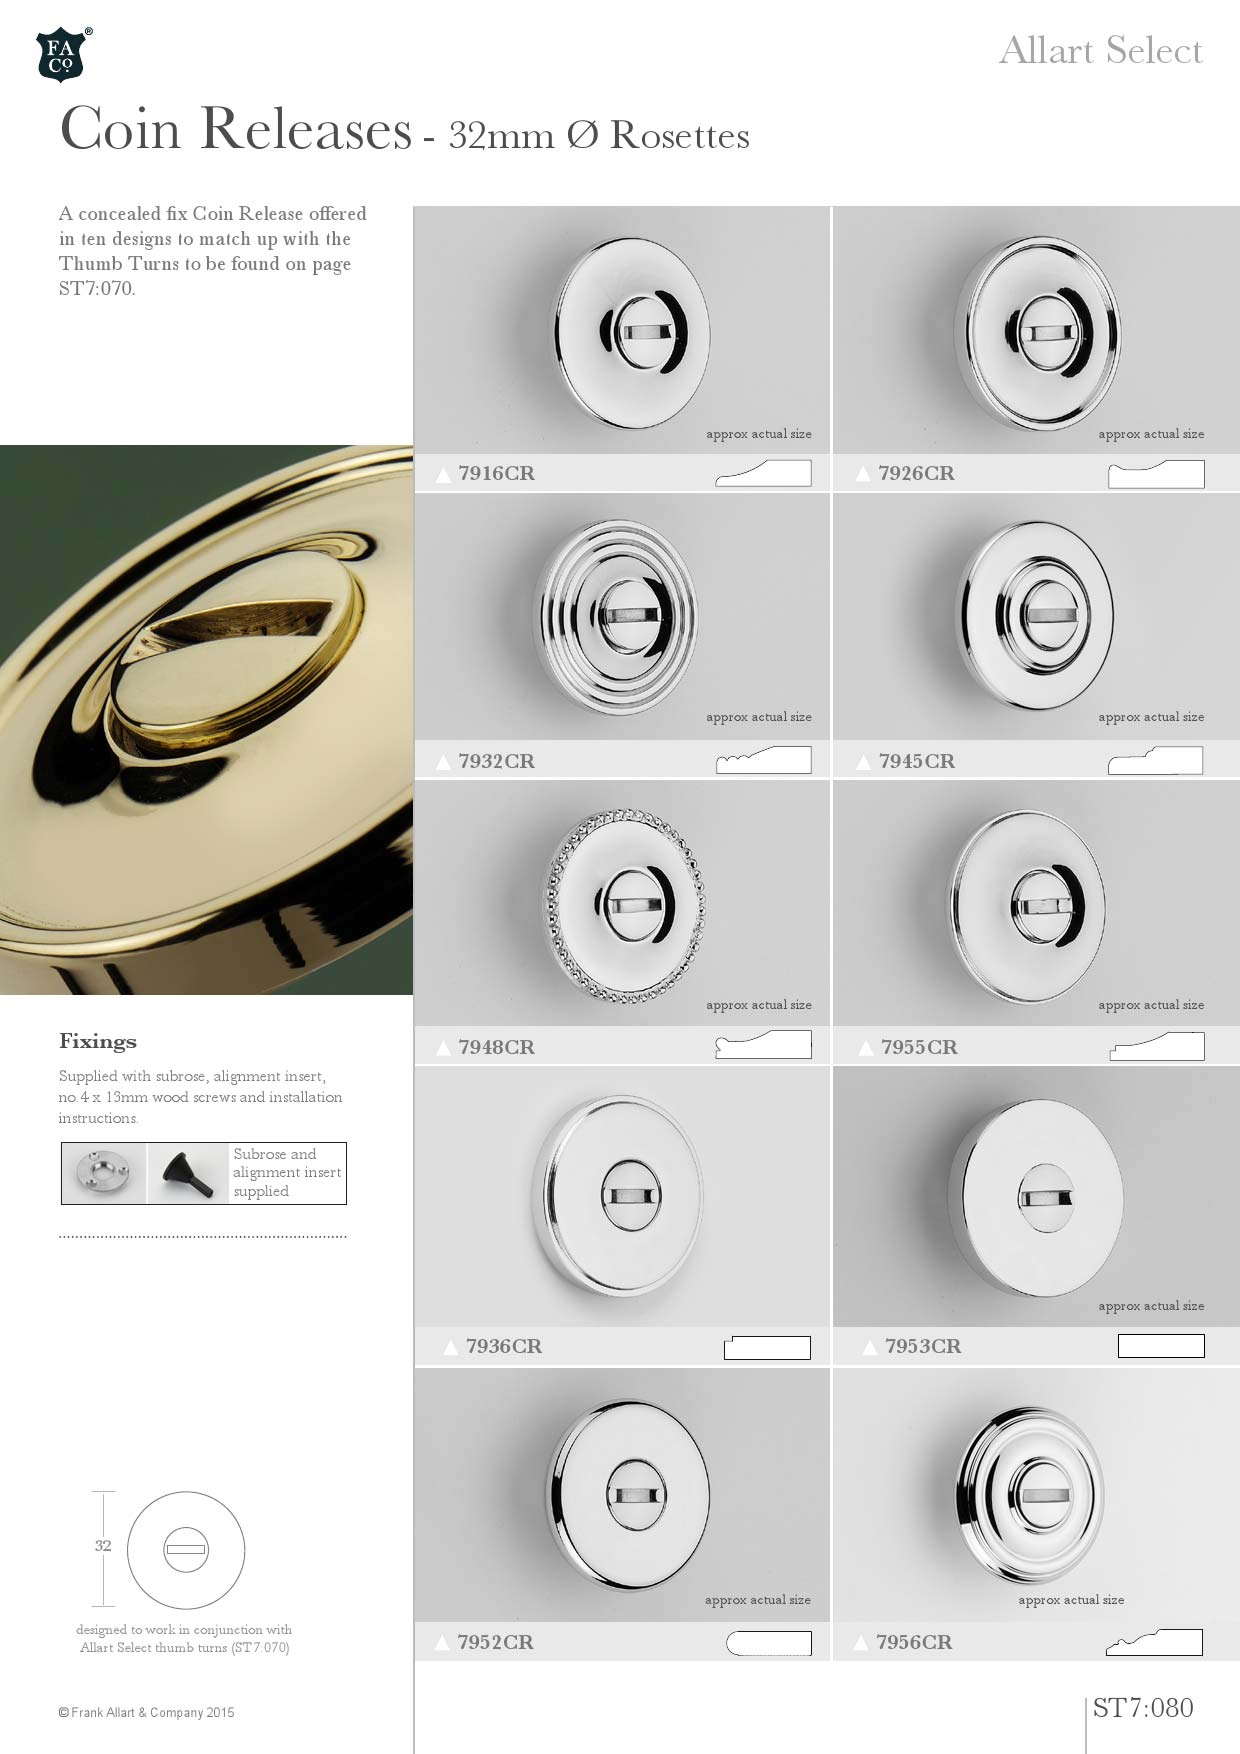 FA
Co
®
Allart Select
Coin Releases - 32mm Ø Rosettes
A concealed fix Coin Release offered
in ten designs to match up with the
Thumb Turns to be found on page
ST7:070.
approx actual size
approx actual size
7916CR
7926CR
approx actual size
approx actual size
7932CR
7945CR
approx actual size
approx actual size
7948CR
7955CR
Fixings
Supplied with subrose, alignment insert,
no.4 x 13mm wood screws and installation
instructions.
Subrose and
alignment insert
supplied
approx actual size
7936CR
7953CR
approx actual size
approx actual size
7952CR
7956CR
32
designed to work in conjunction with
Allart Select thumb turns (ST7:070)
© Frank Allart & Company 2015
ST7:080